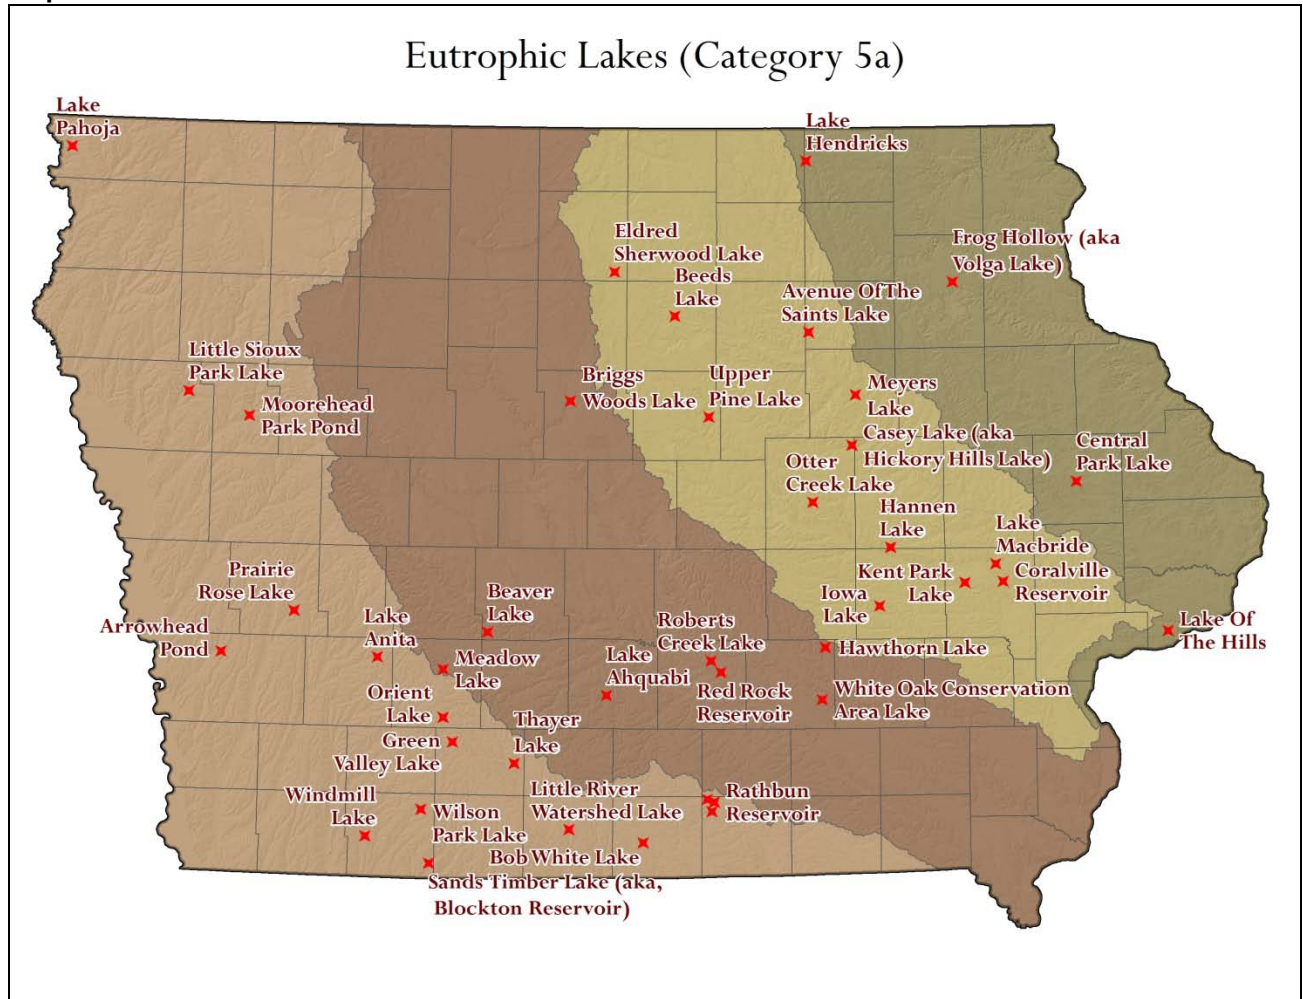 Eutrophic Lakes (Category 5a)
Lake
Pahoja
Lake
Hendricks
Eldred
Sherwood Lake
Frog Hollow (aka
Volga Lake)
Beeds
Lake
Avenue Of The
Saints Lake
Little Sioux
Park Lake
Moorehead
Park Pond
Briggs
Woods Lake
Upper
Pine Lake
Meyers
Lake
Casey Lake (aka
Hickory Hills Lake)
Central
Park Lake
Otter
Creek Lake
Hannen
Lake
Lake
Macbride
Kent Park
Lake
Coralville
Reservoir
Iowa
Lake
Prairie
Rose Lake
Beaver
Lake
Lake
Anita
Roberts
Creek Lake
Lake Of
The Hills
Arrowhead
Pond
Meadow
Lake
Lake
Ahquabi
Hawthorn Lake
Red Rock
Reservoir
White Oak Conservation
Area Lake
Orient
Lake
Thayer
Lake
Green
Valley Lake
Windmill
Lake
Wilson
Park Lake
Little River
Watershed Lake
Rathbun
Reservoir
Bob White Lake
Sands Timber Lake (aka,
Blockton Reservoir)